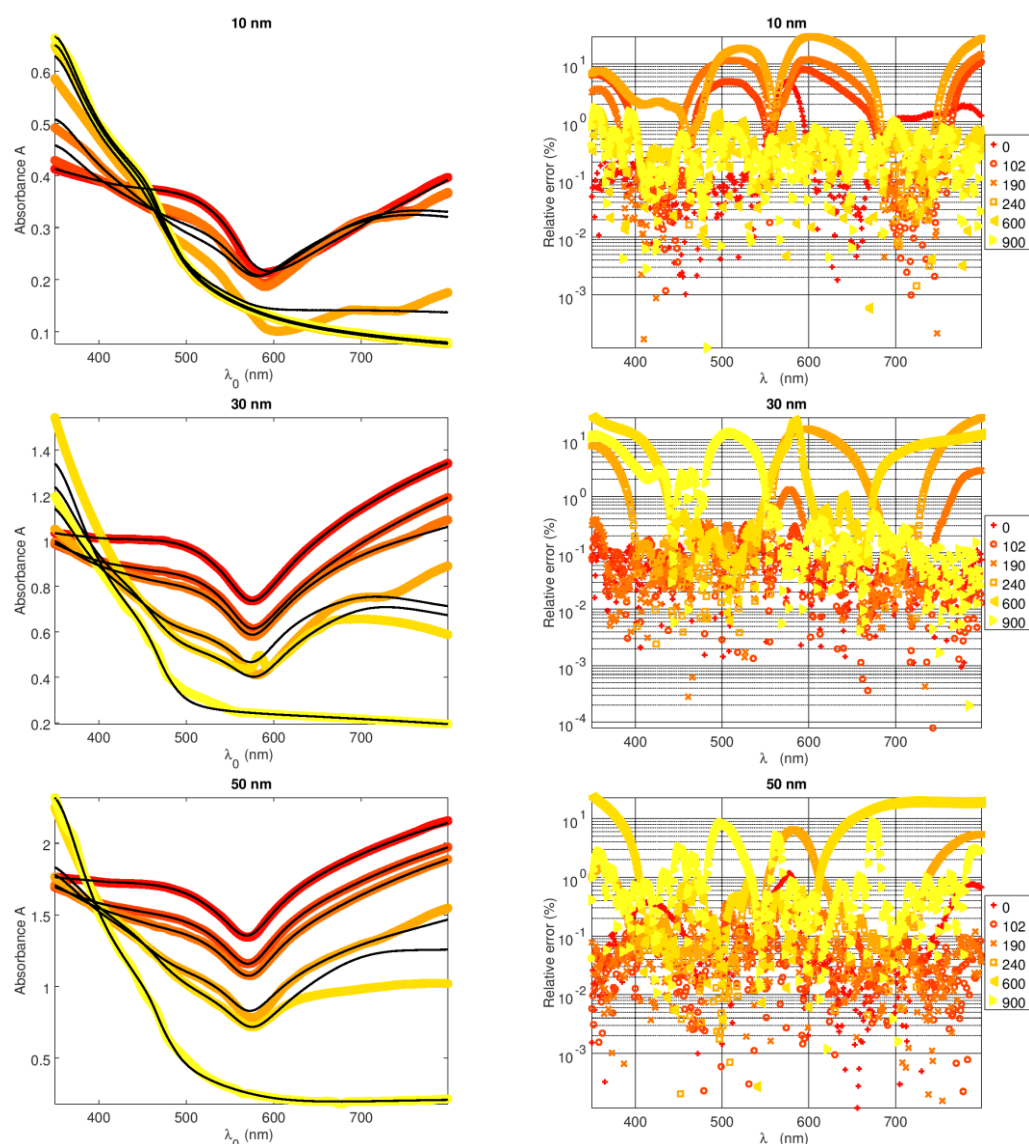 10 nm
Absorbance A
0.6
0.5
0.4
0.3
0.2
0.1
400 500 600 700
λ0 (nm)
10 nm
Relative error (%)
10^1
10^0
10^-1
10^-2
10^-3
400 500 600 700
λ (nm)
0
102
190
240
600
900
30 nm
Absorbance A
1.4
1.2
1
0.8
0.6
0.4
0.2
400 500 600 700
λ0 (nm)
30 nm
Relative error (%)
10^1
10^0
10^-1
10^-2
10^-3
10^-4
400 500 600 700
λ (nm)
0
102
190
240
600
900
50 nm
Absorbance A
2
1.5
1
0.5
400 500 600 700
λ0 (nm)
50 nm
Relative error (%)
10^1
10^0
10^-1
10^-2
10^-3
400 500 600 700
λ (nm)
0
102
190
240
600
900